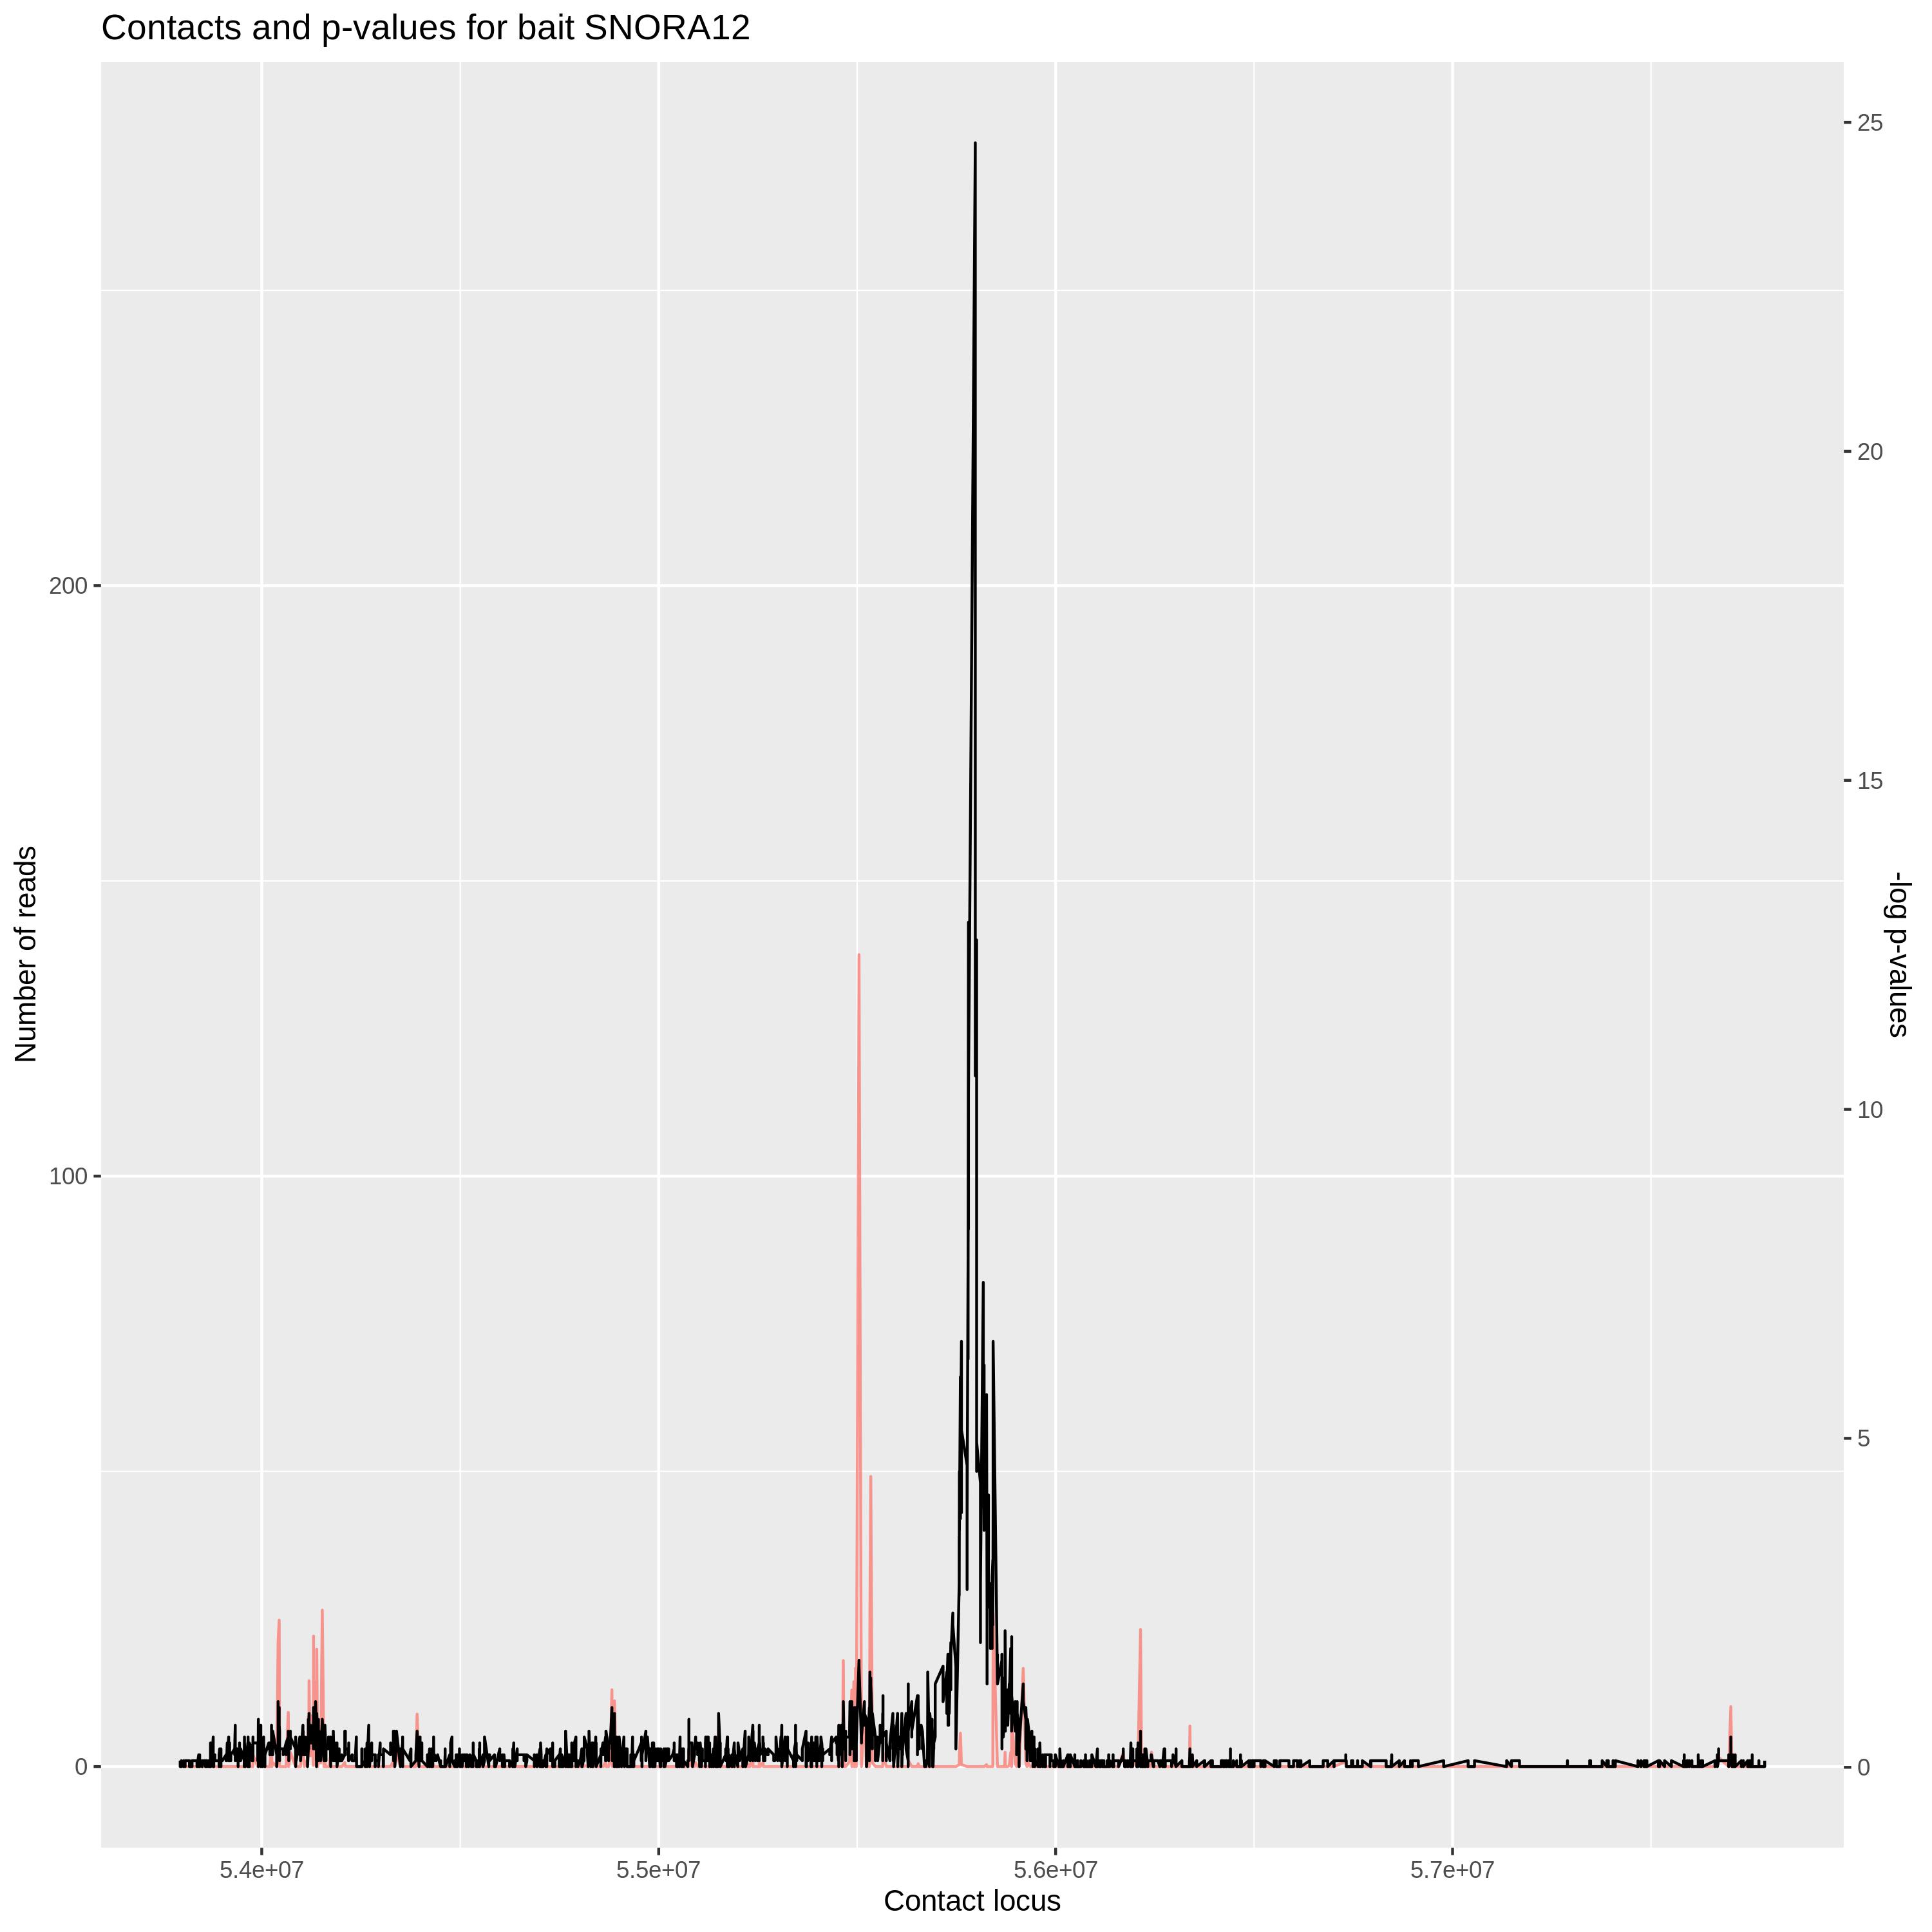 Contacts and p-values for bait SNORA12
Number of reads
200
100
0
25
20
15
10
5
0
-log p-values
5.4e+07
5.5e+07
5.6e+07
5.7e+07
Contact locus